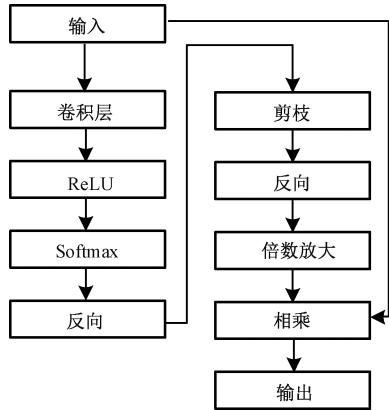 输入
卷积层
ReLU
Softmax
反向
剪枝
反向
倍数放大
相乘
输出